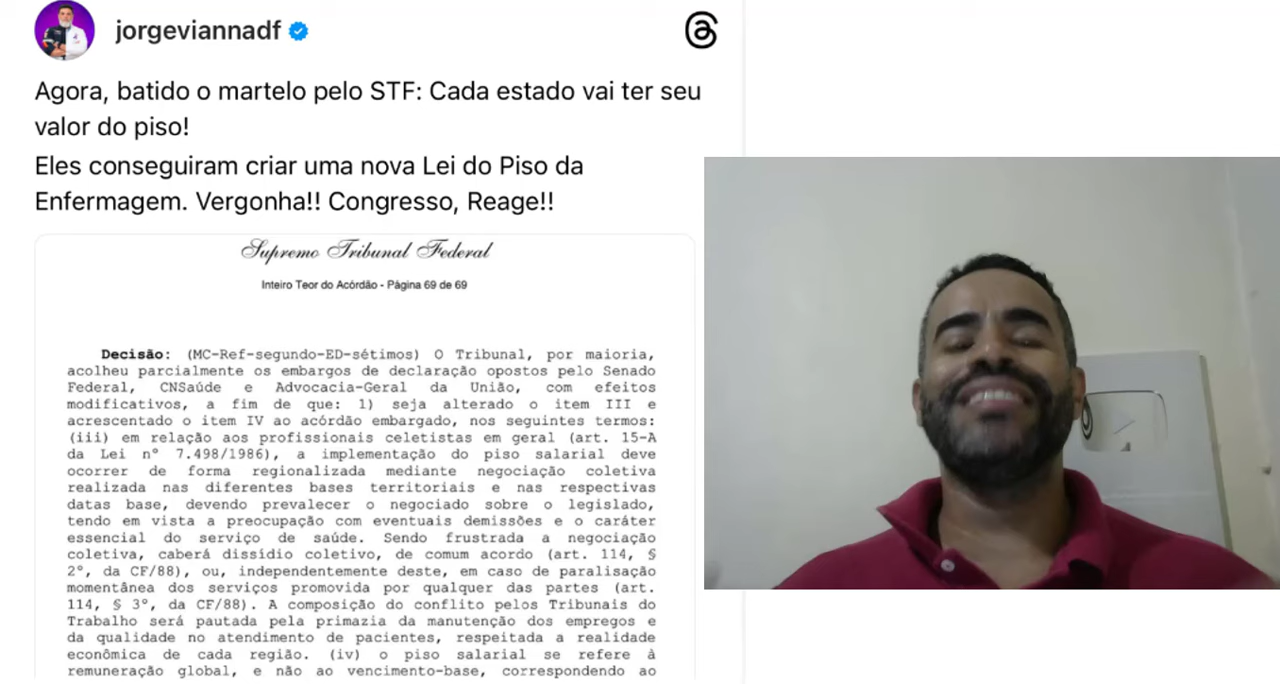 jorgeviannadf
Agora, batido o martelo pelo STF: Cada estado vai ter seu
valor do piso!
Eles conseguiram criar uma nova Lei do Piso da
Enfermagem. Vergonha!! Congresso, Reage!!
Supremo Tribunal Federal
Inteiro Teor do Acórdão - Página 69 de 69
Decisão: (MC-Ref-segundo-ED-sétimos) O Tribunal, por maioria,
acolheu parcialmente os embargos de declaração opostos pelo Senado
Federal, CNSaúde e Advocacia-Geral da União, com efeitos
modificativos, a fim de que: 1) seja alterado o item III e
acrescentado o item IV ao acórdão embargado, nos seguintes termos:
(iii) em relação aos profissionais celetistas em geral (art. 15-A
da Lei nº 7.498/1986), a implementação do piso salarial deve
ocorrer de forma regionalizada mediante negociação coletiva
realizada nas diferentes bases territoriais e nas respectivas
datas base, devendo prevalecer o negociado sobre o legislado,
tendo em vista a preocupação com eventuais demissões e o caráter
essencial do serviço de saúde. Sendo frustrada a negociação
coletiva, caberá dissídio coletivo, de comum acordo (art. 114, §
2º, da CF/88), ou, independentemente deste, em caso de paralisação
momentânea dos serviços promovida por qualquer das partes (art.
114, § 3º, da CF/88). A composição do conflito pelos Tribunais do
Trabalho será pautada pela primazia da manutenção dos empregos e
da qualidade no atendimento de pacientes, respeitada a realidade
econômica de cada região. (iv) o piso salarial se refere à
remuneração global, e não ao vencimento-base, correspondendo ao